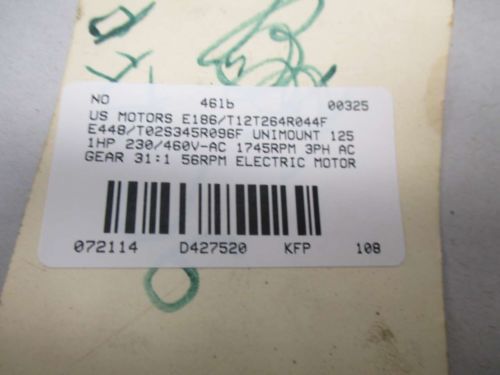 NO 461b 00325
US MOTORS E186/T12T264R044F
E448/T02S345R096F UNIMOUNT 125
1HP 230/460V-AC 1745RPM 3PH AC
GEAR 31:1 56RPM ELECTRIC MOTOR
072114 D427520 KFP 108